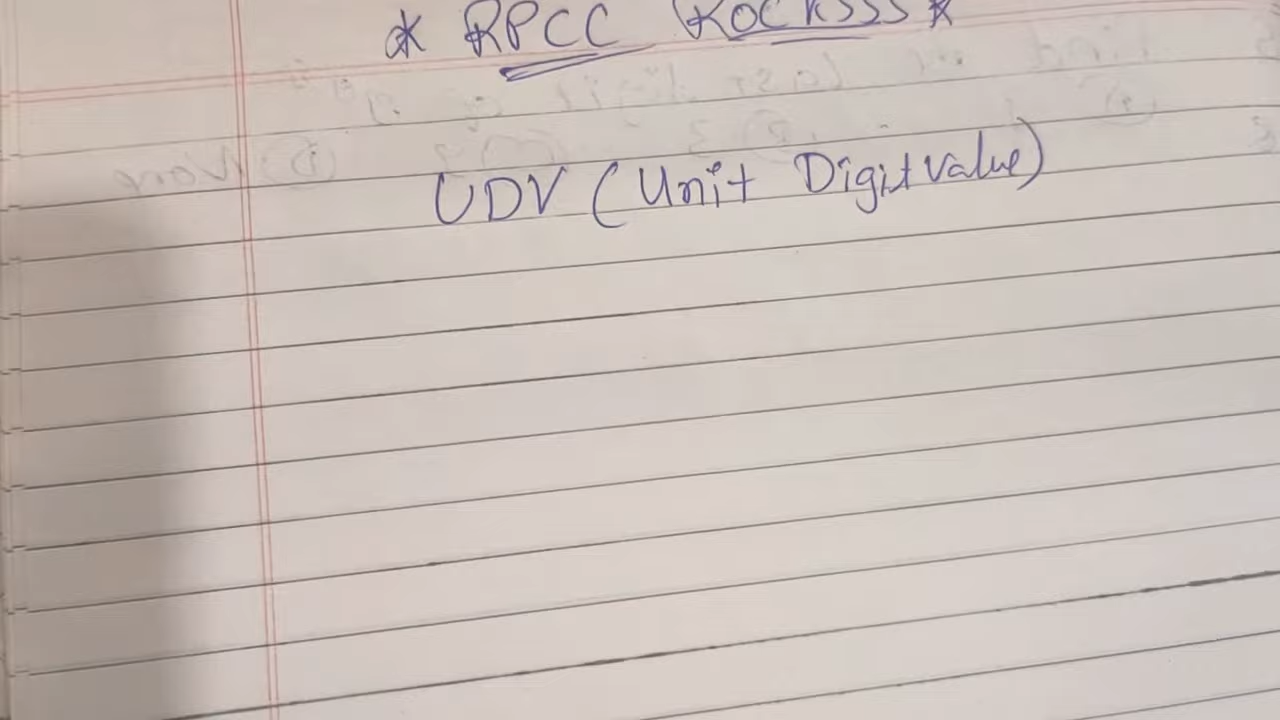 * RPCC ROCKSSS *
UDV (Unit Digit Value)